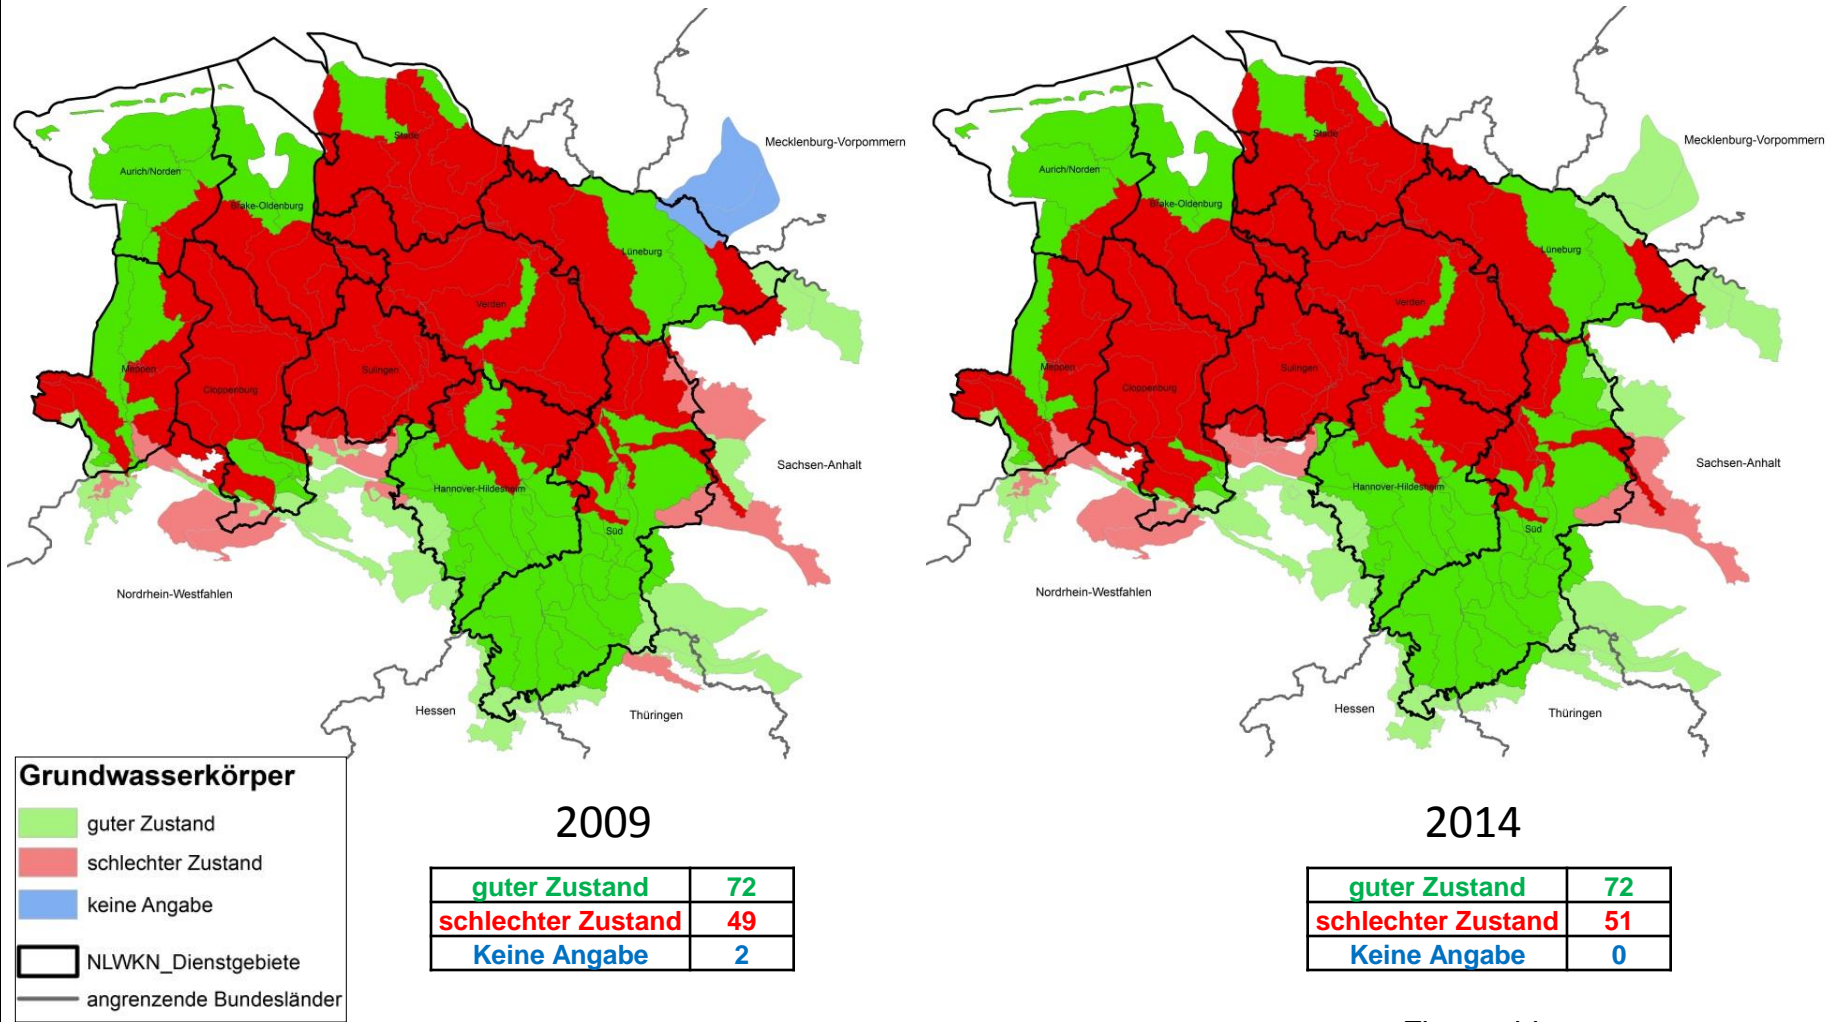 Mecklenburg-Vorpommern
Stade
Aurich/Norden
Brake-Oldenburg
Lüneburg
Verden
Meppen
Cloppenburg
Sulingen
Sachsen-Anhalt
Hannover-Hildesheim
Süd
Nordrhein-Westfahlen
Hessen
Thüringen
Mecklenburg-Vorpommern
Stade
Aurich/Norden
Brake-Oldenburg
Lüneburg
Verden
Meppen
Cloppenburg
Sulingen
Sachsen-Anhalt
Hannover-Hildesheim
Süd
Nordrhein-Westfahlen
Hessen
Thüringen
Grundwasserkörper
guter Zustand
schlechter Zustand
keine Angabe
NLWKN_Dienstgebiete
angrenzende Bundesländer
2009
guter Zustand 72
schlechter Zustand 49
Keine Angabe 2
2014
guter Zustand 72
schlechter Zustand 51
Keine Angabe 0